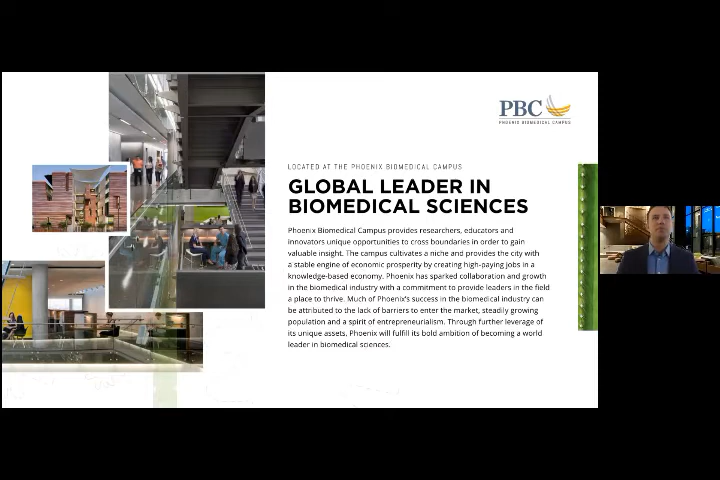 PBC
PHOENIX BIOMEDICAL CAMPUS
LOCATED AT THE PHOENIX BIOMEDICAL CAMPUS
GLOBAL LEADER IN
BIOMEDICAL SCIENCES
Phoenix Biomedical Campus provides researchers, educators and
innovators unique opportunities to cross boundaries in order to gain
valuable insight. The campus cultivates a niche and provides the city with
a stable engine of economic prosperity by creating high-paying jobs in a
knowledge-based economy. Phoenix has sparked collaboration and growth
in the biomedical industry with a commitment to provide leaders in the field
a place to thrive. Much of Phoenix's success in the biomedical industry can
be attributed to the lack of barriers to enter the market, steadily growing
population and a spirit of entrepreneurialism. Through further leverage of
its unique assets, Phoenix will fulfill its bold ambition of becoming a world
leader in biomedical sciences.